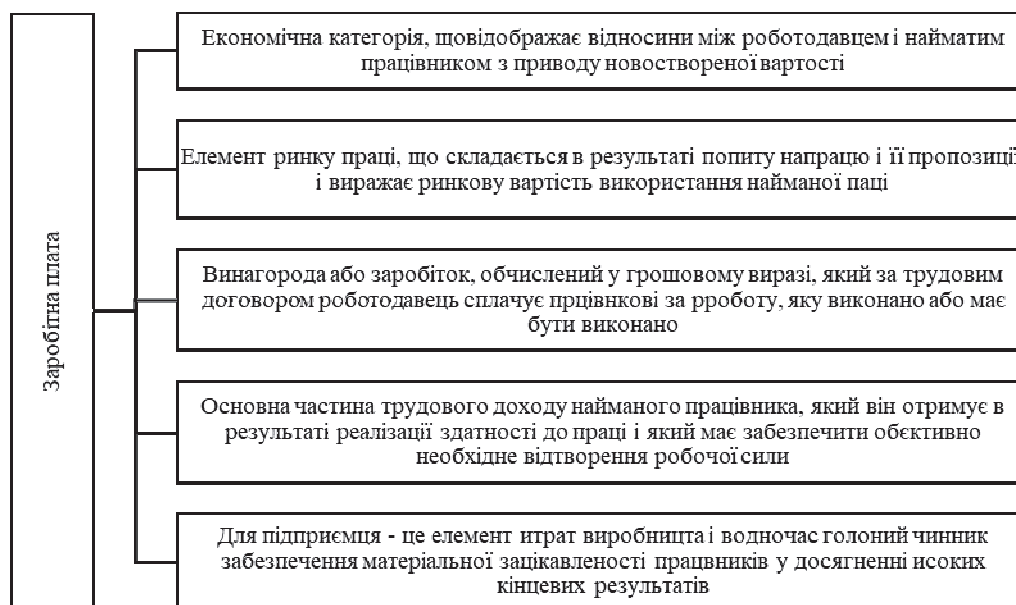 Заробітна плата
Економічна категорія, щовідображає відносини між роботодавцем і найматим
працівником з приводу новоствореної вартості
Елемент ринку праці, що складається в результаті попиту напрацю і її пропозиції
і виражає ринкову вартість використання найманої паці
Винагорода або заробіток, обчислений у грошовому виразі, який за трудовим
договором роботодавець сплачує прцівнкові за рроботу, яку виконано або має
бути виконано
Основна частина трудового доходу найманого працівника, який він отримує в
результаті реалізації здатності до праці і який має забезпечити обєктивно
необхідне відтворення робочої сили
Для підприємця - це елемент итрат виробницта і водночас голоний чинник
забезпечення матеріальної зацікавленості працвників у досягненні исоких
кінцевих результатів